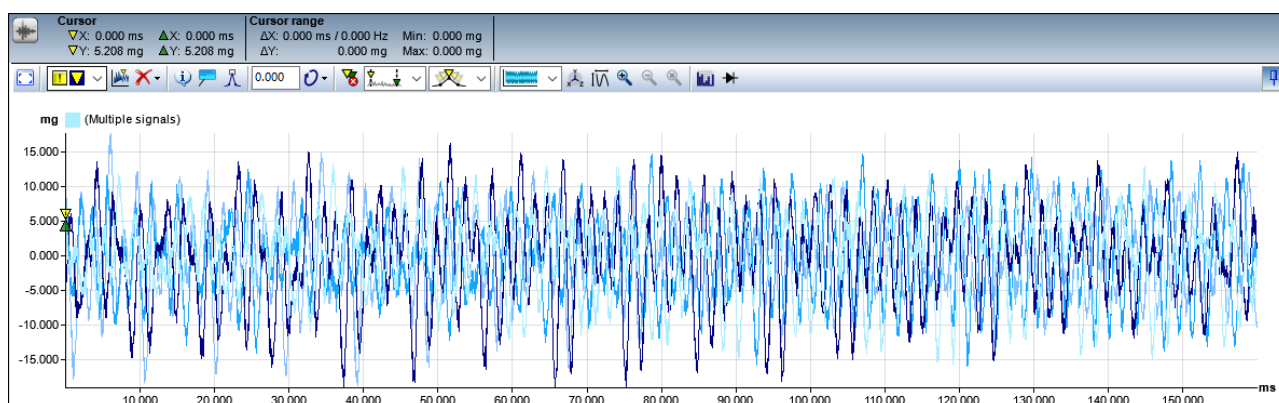 Cursor
X: 0.000 ms X: 0.000 ms
Y: 5.208 mg Y: 5.208 mg
Cursor range
ΔX: 0.000 ms / 0.000 Hz Min: 0.000 mg
ΔY: 0.000 mg Max: 0.000 mg
0.000
mg (Multiple signals)
15.000
10.000
5.000
0.000
-5.000
-10.000
-15.000
ms
10.000 20.000 30.000 40.000 50.000 60.000 70.000 80.000 90.000 100.000 110.000 120.000 130.000 140.000 150.000